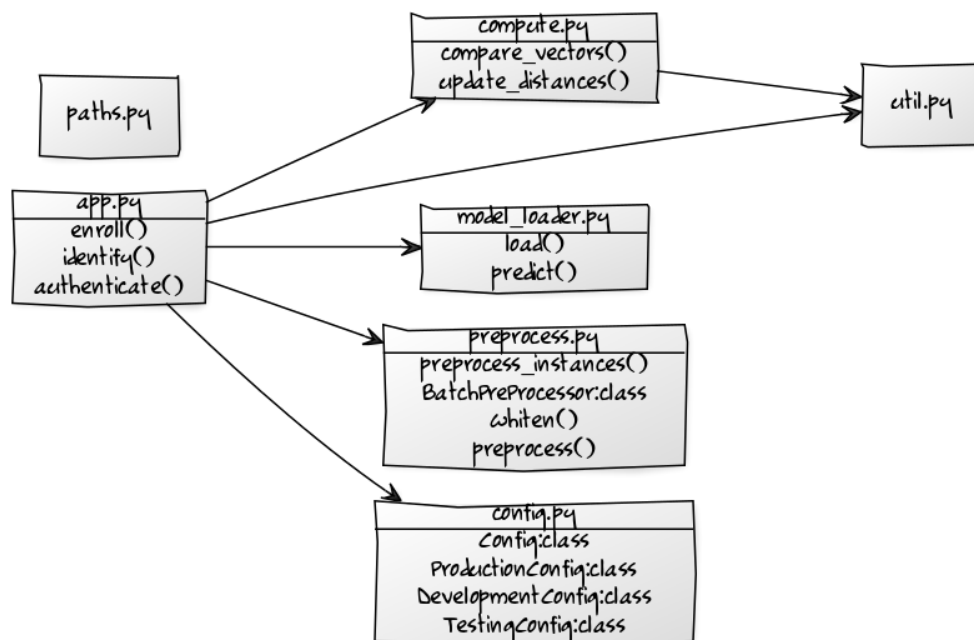 compute.py
compare_vectors()
update_distances()
paths.py
util.py
app.py
enroll()
identify()
authenticate()
model_loader.py
load()
predict()
preprocess.py
preprocess_instances()
BatchPreProcessor:class
whiten()
preprocess()
config.py
Config:class
ProductionConfig:class
DevelopmentConfig:class
TestingConfig:class